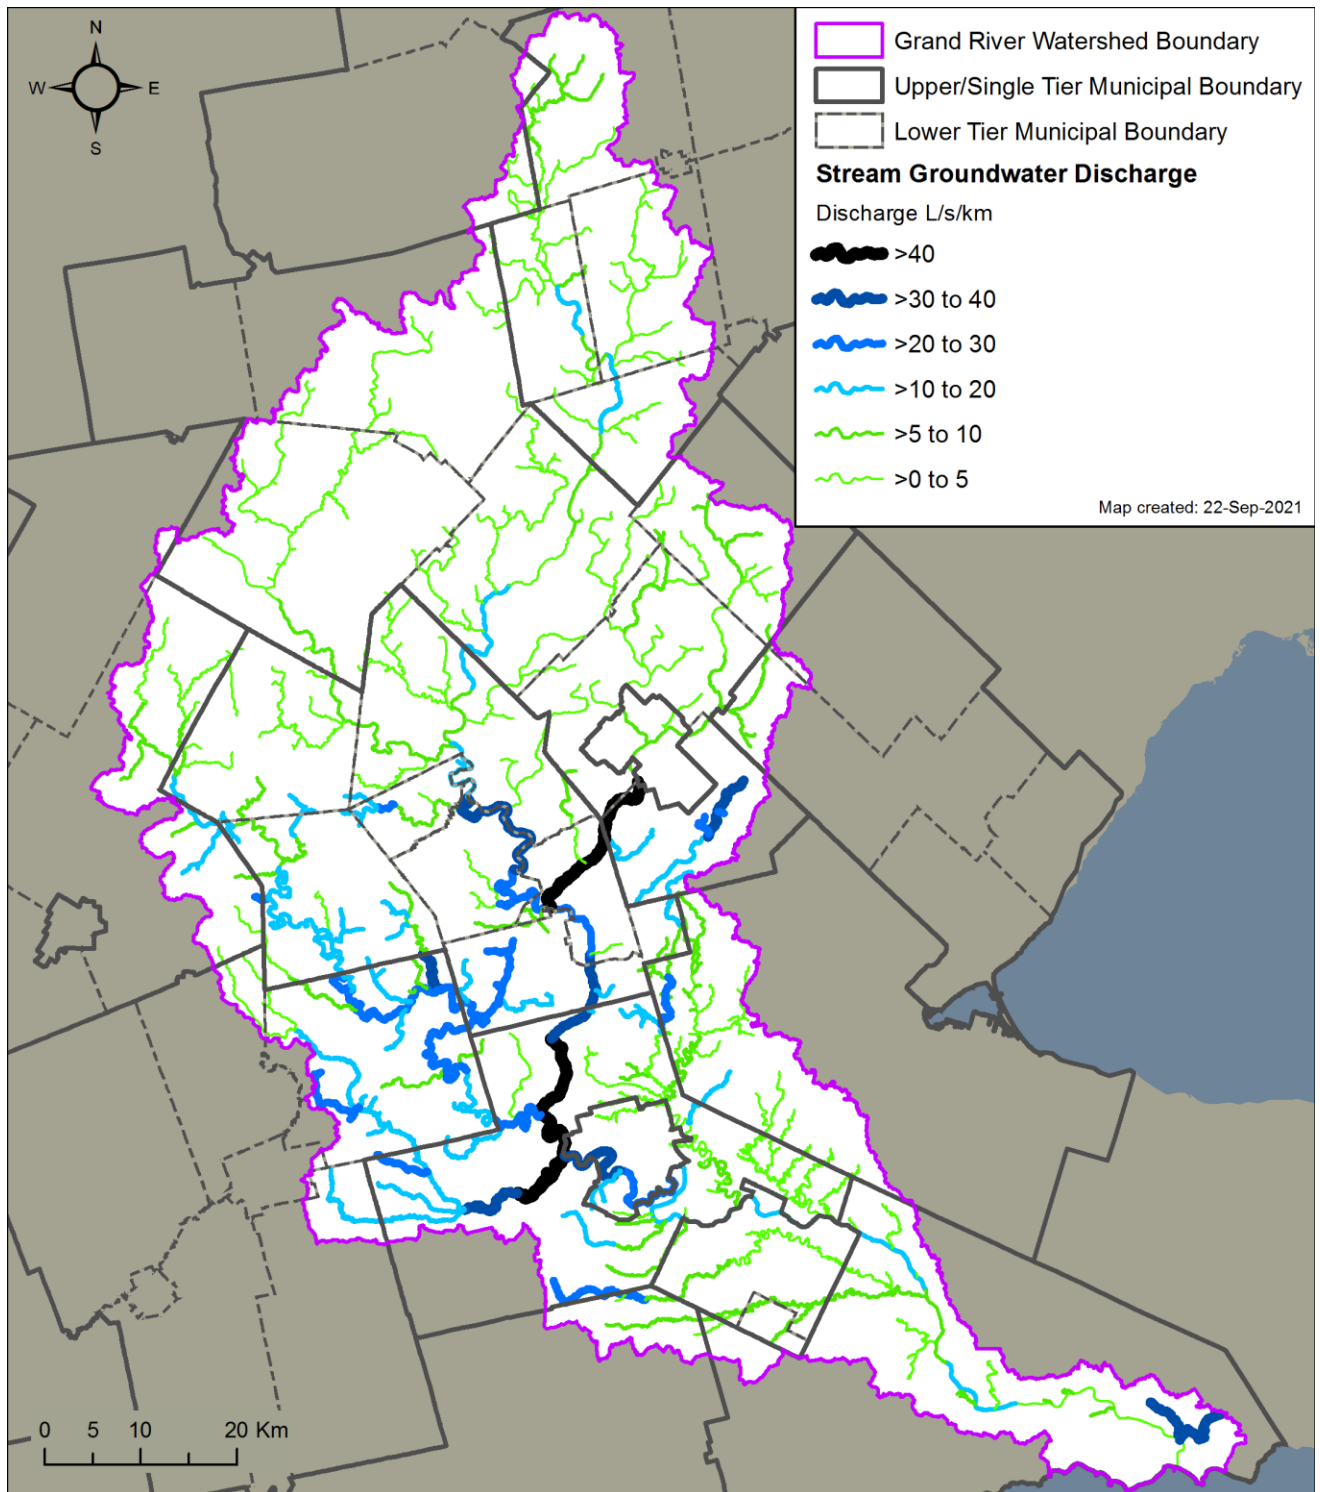 N
W E
S
Grand River Watershed Boundary
Upper/Single Tier Municipal Boundary
Lower Tier Municipal Boundary
Stream Groundwater Discharge
Discharge L/s/km
>40
>30 to 40
>20 to 30
>10 to 20
>5 to 10
>0 to 5
Map created: 22-Sep-2021
0 5 10 20 Km